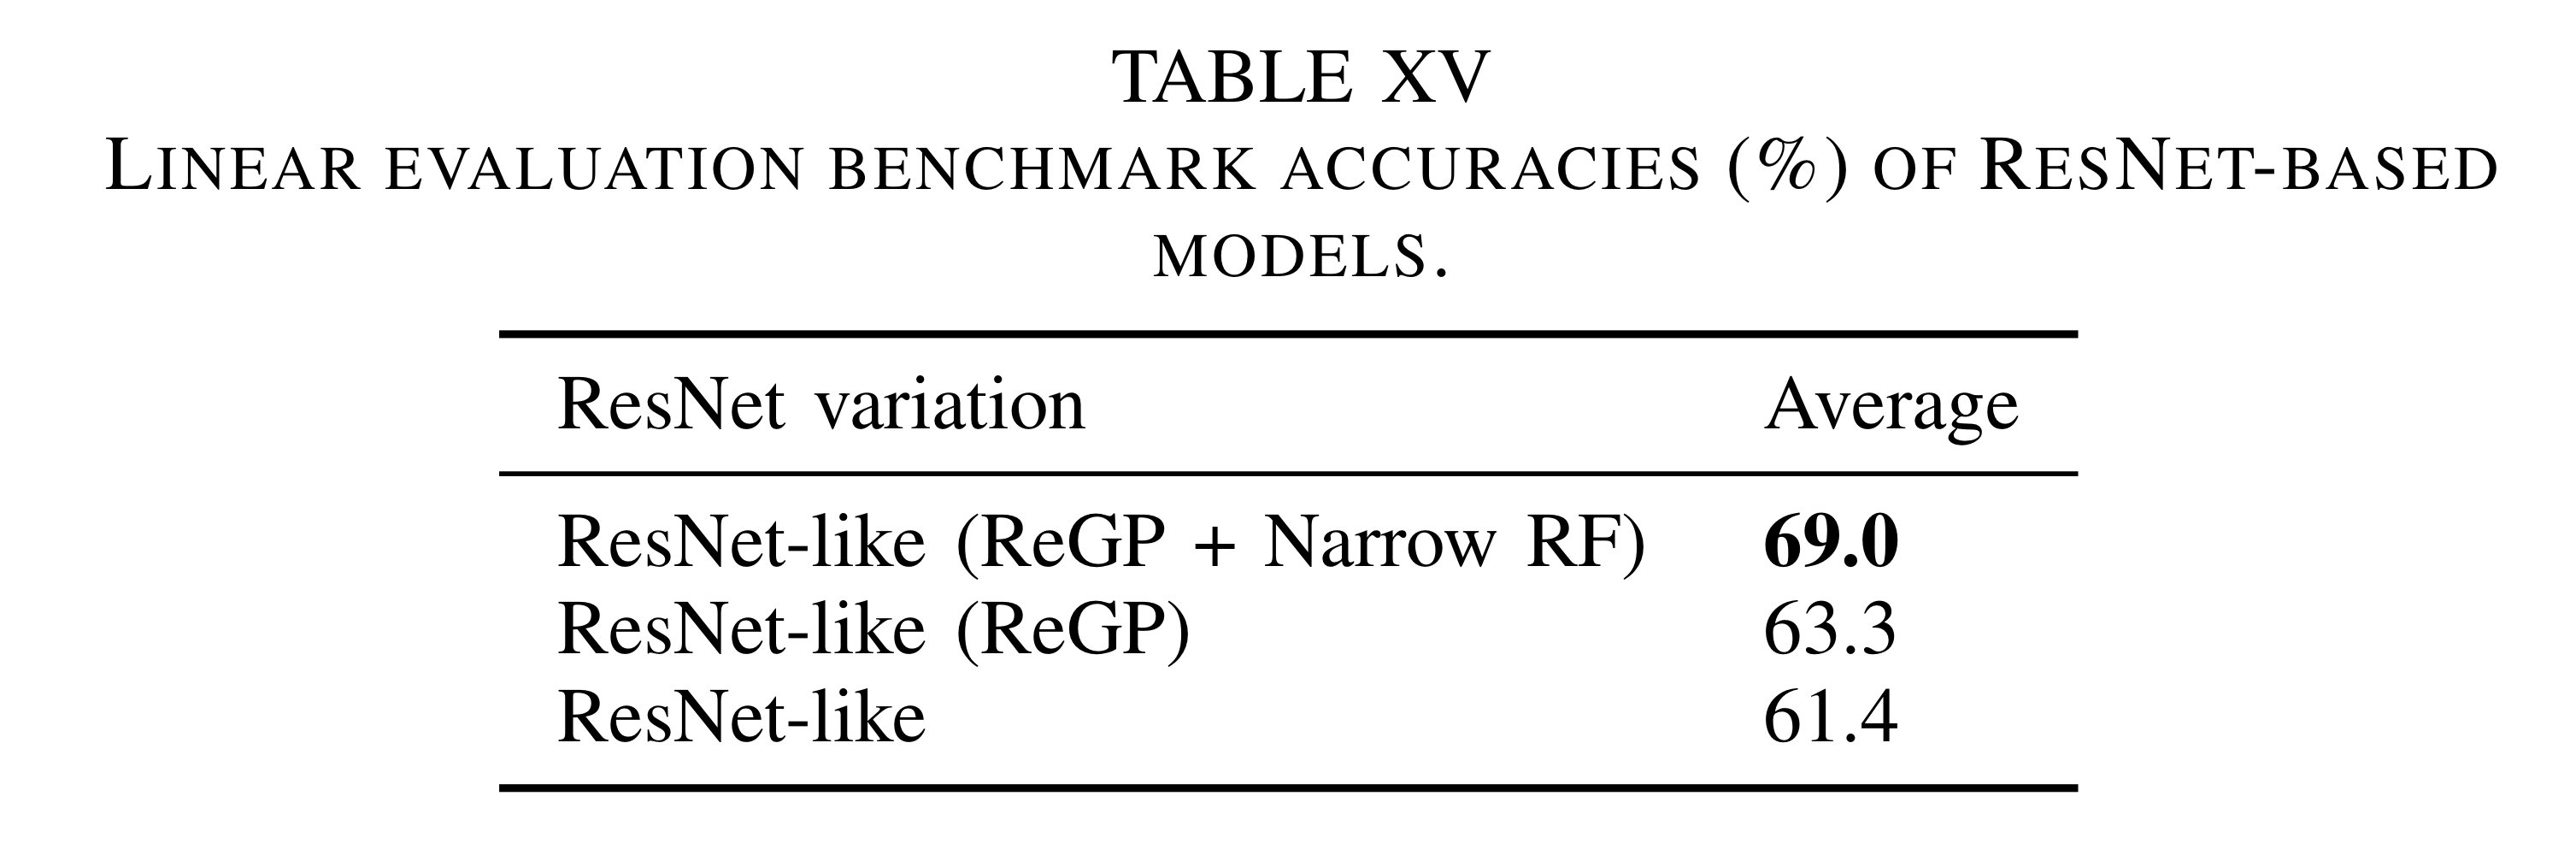 TABLE XV
LINEAR EVALUATION BENCHMARK ACCURACIES (%) OF RESNET-BASED
MODELS.
ResNet variation Average
ResNet-like (ReGP + Narrow RF) 69.0
ResNet-like (ReGP) 63.3
ResNet-like 61.4